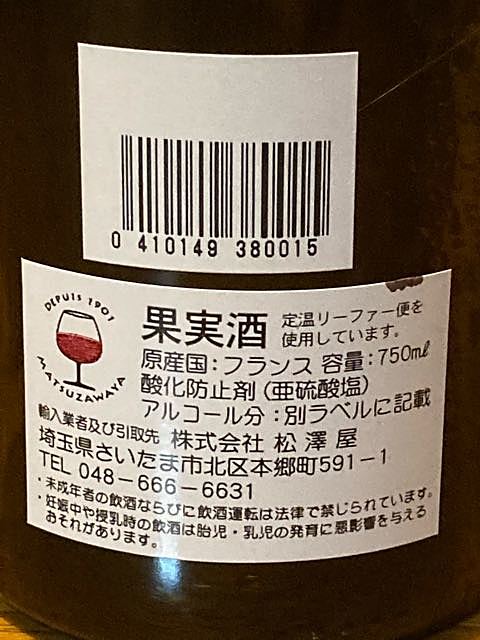 0 410149 380015
DEPUIS 1901
MATSUZAWAYA
果実酒 定温リーファー便を
使用しています。
原産国：フランス 容量：750mℓ
酸化防止剤（亜硫酸塩）
アルコール分：別ラベルに記載
輸入業者及び引取先 株式会社 松澤屋
埼玉県さいたま市北区本郷町591-1
TEL 048-666-6631
・未成年者の飲酒ならびに飲酒運転は法律で禁じられています。
・妊娠中や授乳時の飲酒は胎児・乳児の発育に悪影響を与える
おそれがあります。